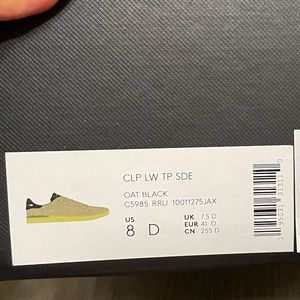 CLP LW TP SDE
OAT BLACK
C5985 RRU 10011275JAX
US
8 D
UK 7.5 D
EUR 41 D
CN 255 D